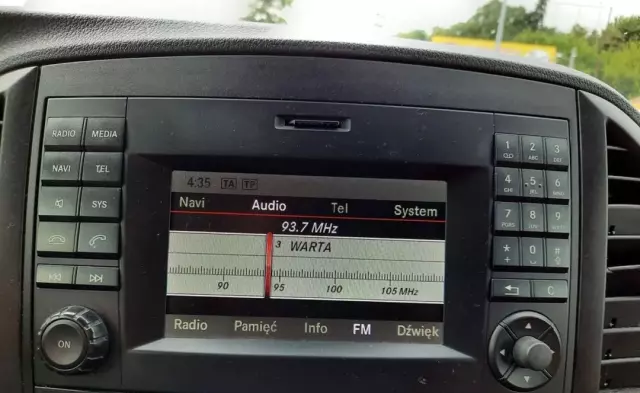 RADIO MEDIA
NAVI TEL
SYS
ON
4:35 TA TP
Navi Audio Tel System
93.7 MHz
3 WARTA
90 95 100 105 MHz
Radio Pamięć Info FM Dźwięk
1 2 ABC 3 DEF
4 GHI 5 JKL 6 MNO
7 PQRS 8 TUV 9 WXYZ
* 0 #
C